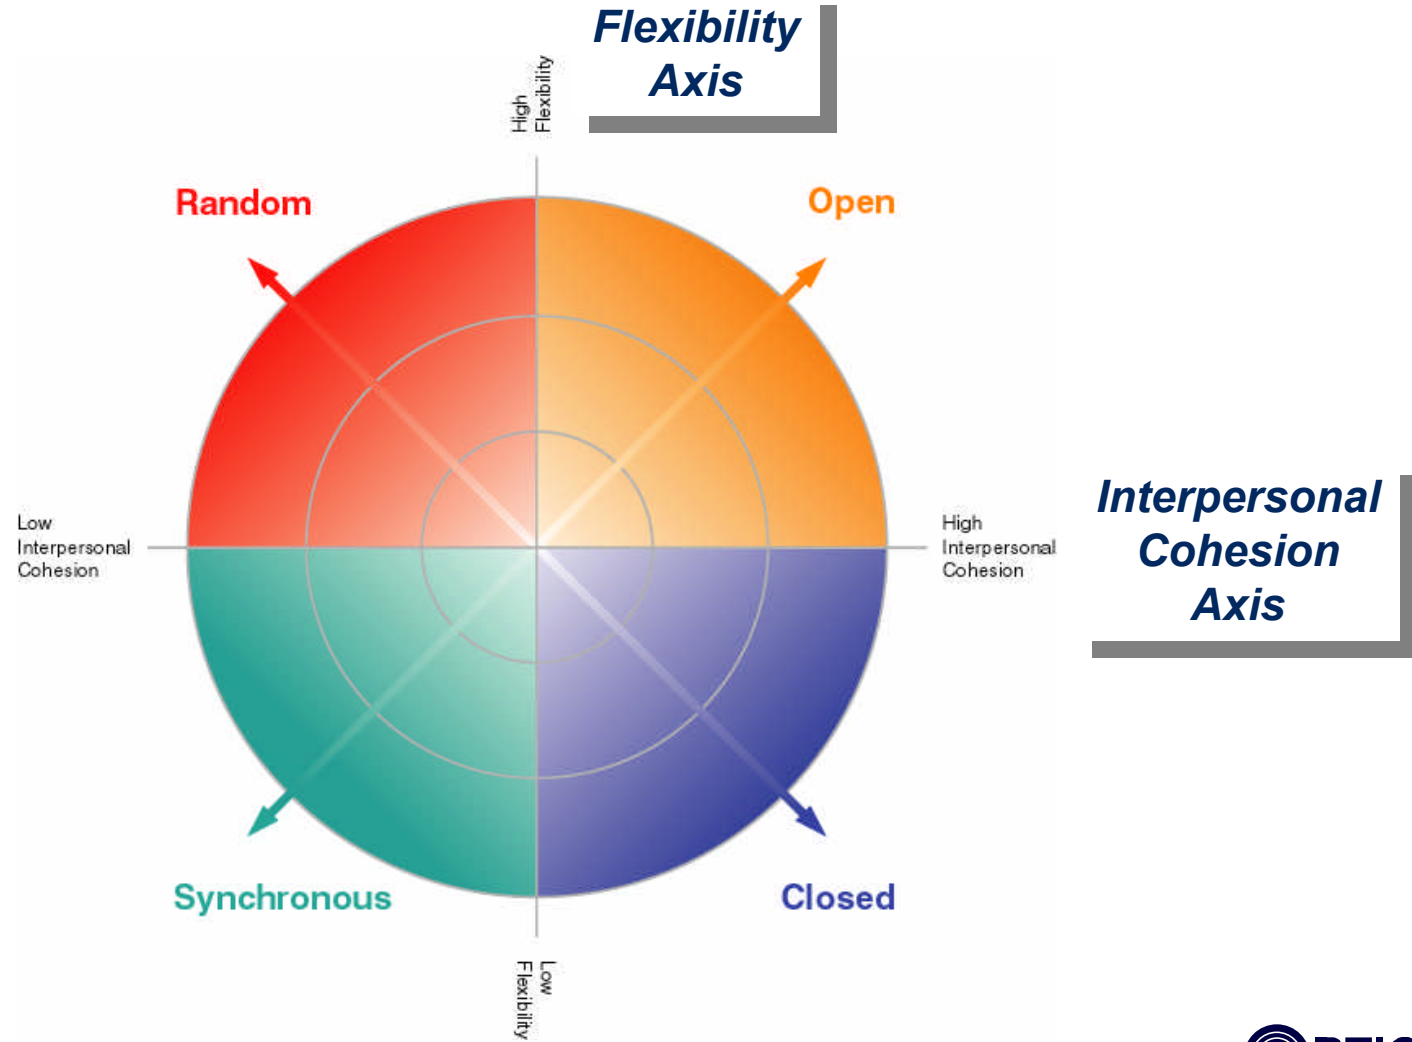 Flexibility
Axis
High
Flexibility
Random
Open
Low
Interpersonal
Cohesion
High
Interpersonal
Cohesion
Interpersonal
Cohesion
Axis
Synchronous
Closed
Low
Flexibility